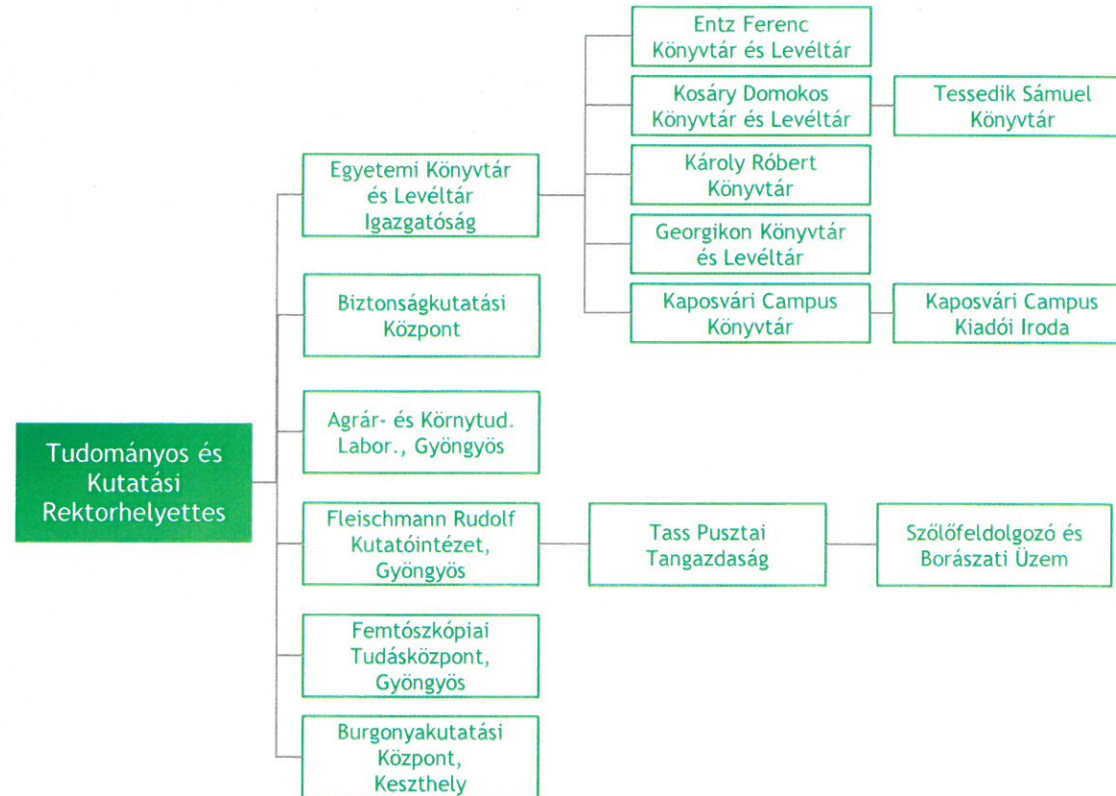 Entz Ferenc
Könyvtár és Levéltár
Kosáry Domokos
Könyvtár és Levéltár
Tessedik Sámuel
Könyvtár
Egyetemi Könyvtár
és Levéltár
Igazgatóság
Károly Róbert
Könyvtár
Georgikon Könyvtár
és Levéltár
Biztonságkutatási
Központ
Kaposvári Campus
Könyvtár
Kaposvári Campus
Kiadói Iroda
Agrár- és Környtud.
Labor., Gyöngyös
Tudományos és
Kutatási
Rektorhelyettes
Fleischmann Rudolf
Kutatóintézet,
Gyöngyös
Tass Pusztai
Tangazdaság
Szőlőfeldolgozó és
Borászati Üzem
Femtószkópiai
Tudásközpont,
Gyöngyös
Burgonyakutatási
Központ,
Keszthely